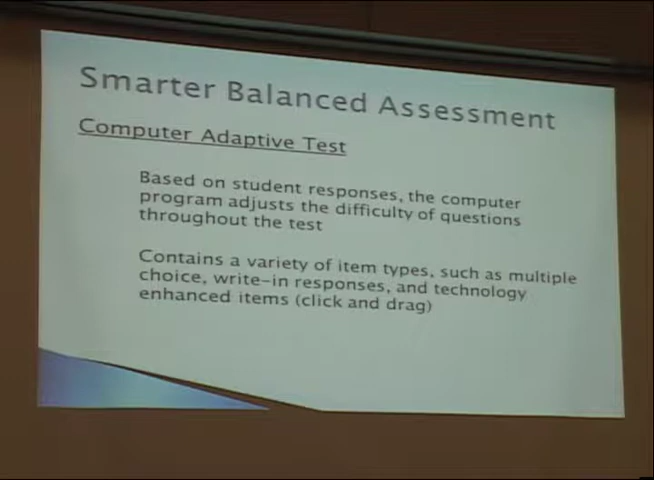 Smarter Balanced Assessment
Computer Adaptive Test
Based on student responses, the computer
program adjusts the difficulty of questions
throughout the test
Contains a variety of item types, such as multiple
choice, write-in responses, and technology
enhanced items (click and drag)